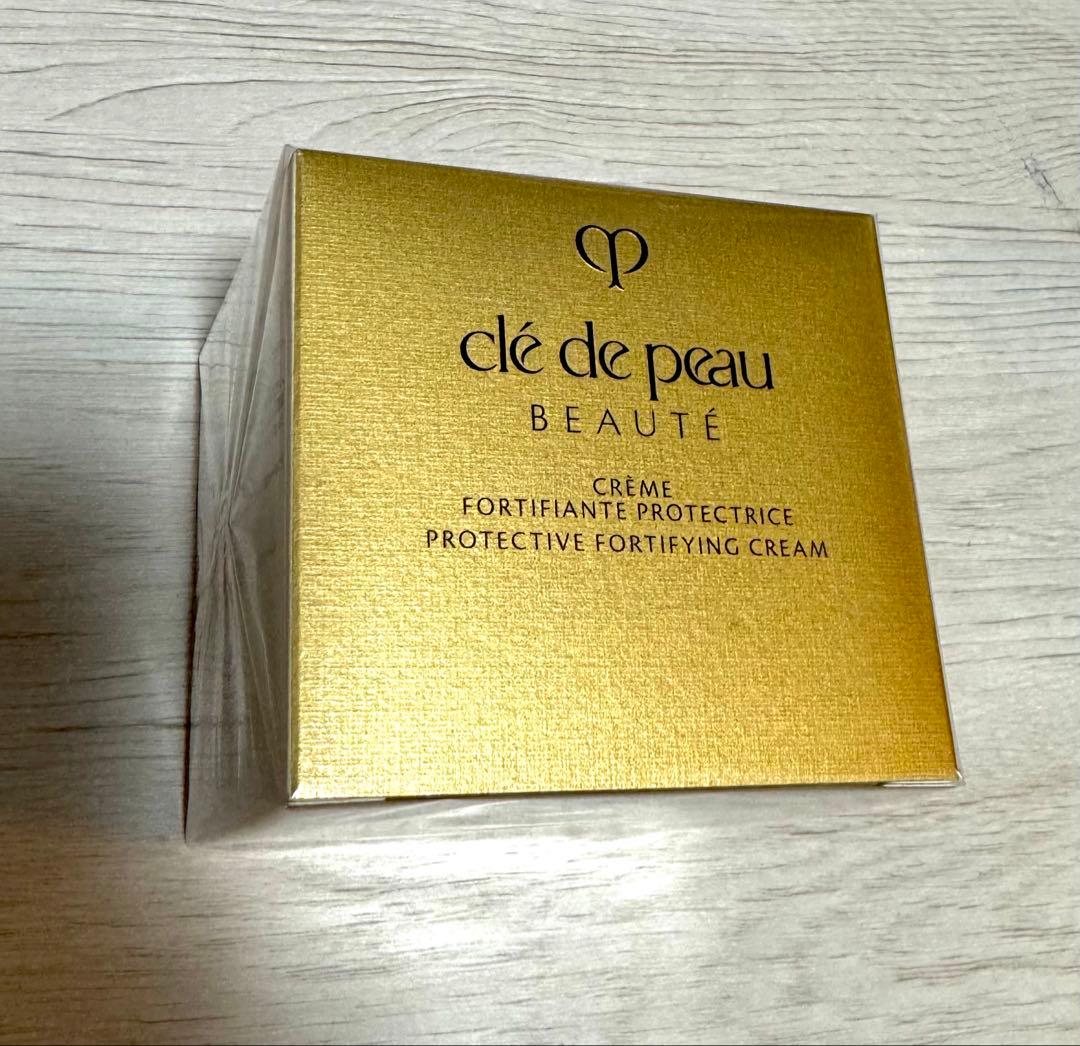 clé de peau
BEAUTÉ
CRÈME
FORTIFIANTE PROTECTRICE
PROTECTIVE FORTIFYING CREAM